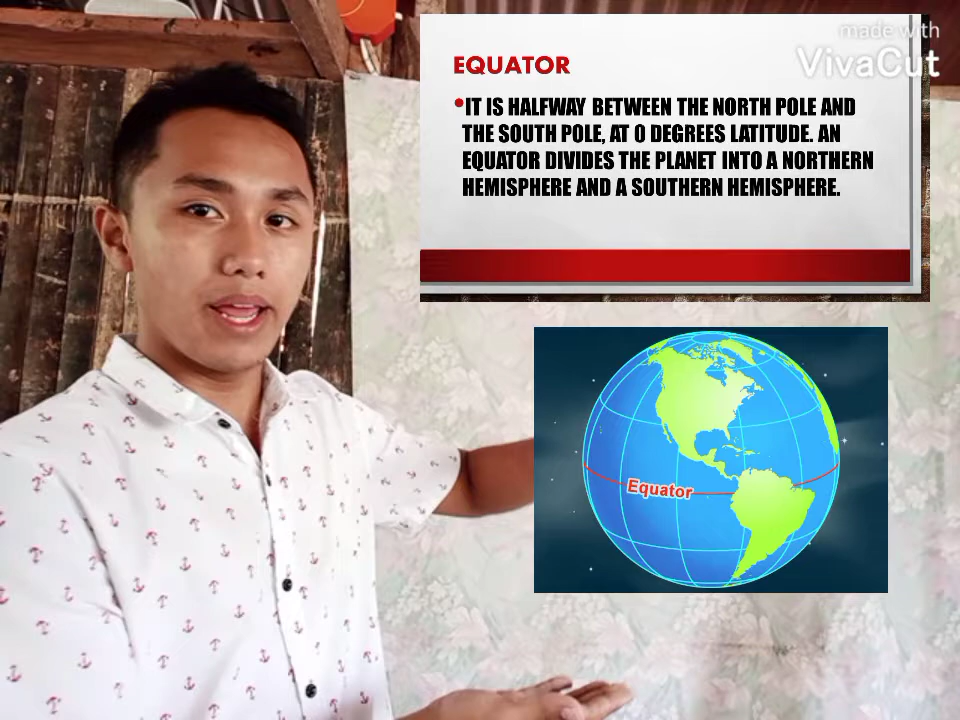 made with
VivaCut
EQUATOR
•IT IS HALFWAY BETWEEN THE NORTH POLE AND
THE SOUTH POLE, AT 0 DEGREES LATITUDE. AN
EQUATOR DIVIDES THE PLANET INTO A NORTHERN
HEMISPHERE AND A SOUTHERN HEMISPHERE.
Equator